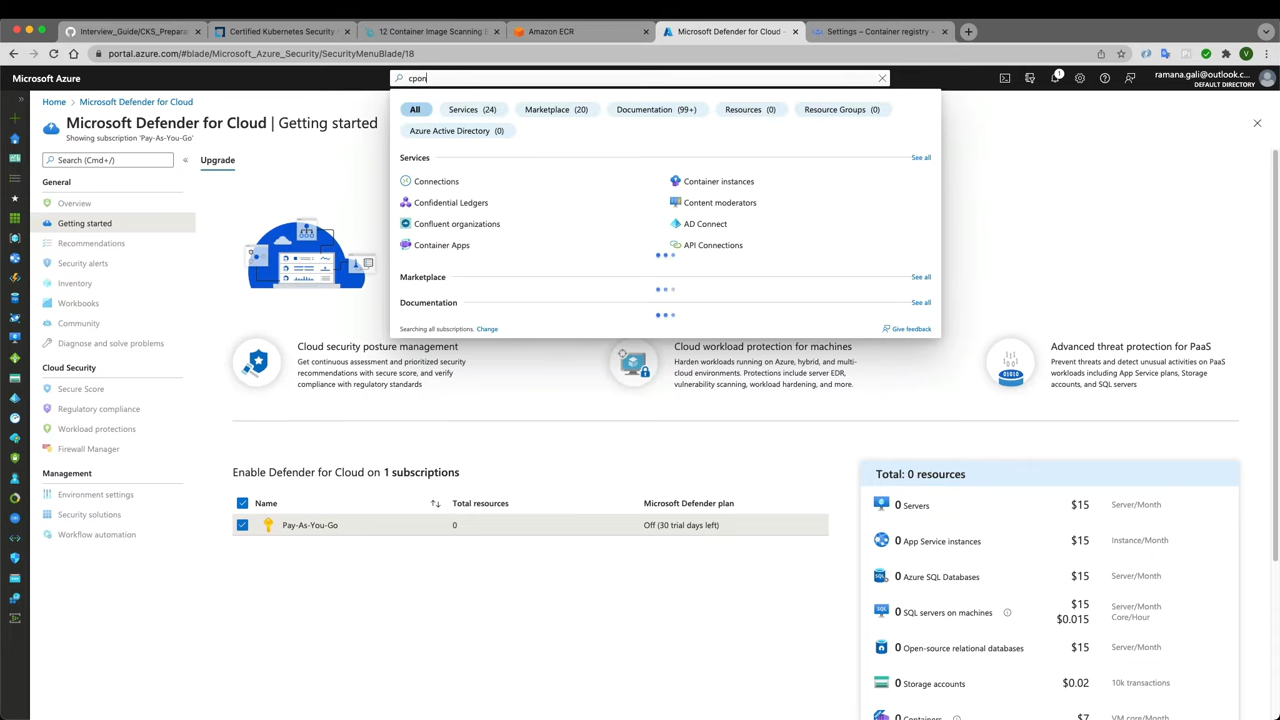 Interview_Guide/CKS_Prepara
Certified Kubernetes Security
12 Container Image Scanning B
Amazon ECR
Microsoft Defender for Cloud -
Settings – Container registry -
portal.azure.com/#blade/Microsoft_Azure_Security/SecurityMenuBlade/18
Microsoft Azure
cpon
1
ramana.gali@outlook.c...
DEFAULT DIRECTORY
Home > Microsoft Defender for Cloud
Microsoft Defender for Cloud | Getting started
Showing subscription 'Pay-As-You-Go'
Search (Cmd+/)
Upgrade
All
Services (24)
Marketplace (20)
Documentation (99+)
Resources (0)
Resource Groups (0)
Azure Active Directory (0)
Services
See all
Connections
Container instances
Confidential Ledgers
Content moderators
Confluent organizations
AD Connect
Container Apps
API Connections
Marketplace
See all
Documentation
See all
Searching all subscriptions. Change
Give feedback
General
Overview
Getting started
Recommendations
Security alerts
Inventory
Workbooks
Community
Diagnose and solve problems
Cloud Security
Secure Score
Regulatory compliance
Workload protections
Firewall Manager
Management
Environment settings
Security solutions
Workflow automation
Cloud security posture management
Get continuous assessment and prioritized security
recommendations with secure score, and verify
compliance with regulatory standards
Cloud workload protection for machines
Harden workloads running on Azure, hybrid, and multi-
cloud environments. Protections include server EDR,
vulnerability scanning, workload hardening, and more.
Advanced threat protection for PaaS
Prevent threats and detect unusual activities on PaaS
workloads including App Service plans, Storage
accounts, and SQL servers
Enable Defender for Cloud on 1 subscriptions
Name
Total resources
Microsoft Defender plan
Pay-As-You-Go
0
Off (30 trial days left)
Total: 0 resources
0 Servers
$15
Server/Month
0 App Service instances
$15
Instance/Month
0 Azure SQL Databases
$15
Server/Month
0 SQL servers on machines
$15
$0.015
Server/Month
Core/Hour
0 Open-source relational databases
$15
Server/Month
0 Storage accounts
$0.02
10k transactions
0 Containers
$7
VM core/Month